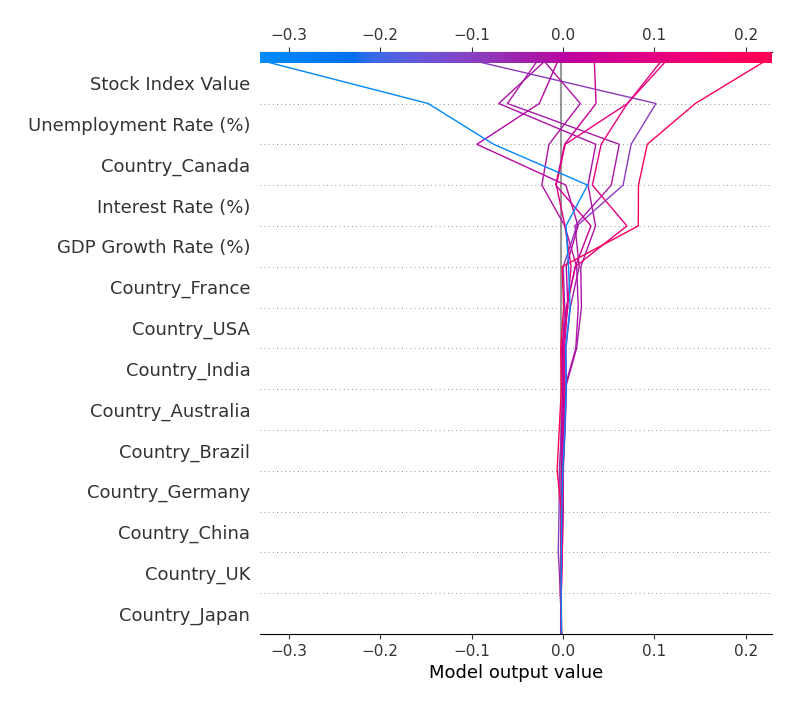 −0.3 −0.2 −0.1 0.0 0.1 0.2
Stock Index Value
Unemployment Rate (%)
Country_Canada
Interest Rate (%)
GDP Growth Rate (%)
Country_France
Country_USA
Country_India
Country_Australia
Country_Brazil
Country_Germany
Country_China
Country_UK
Country_Japan
−0.3 −0.2 −0.1 0.0 0.1 0.2
Model output value